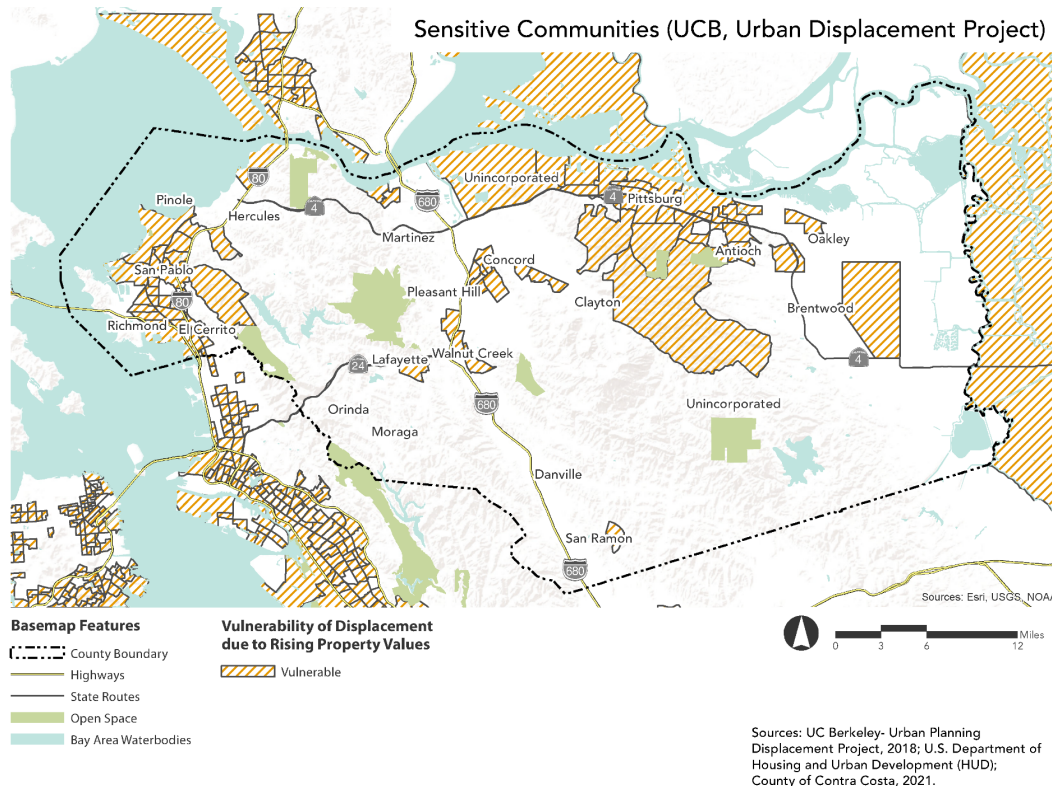 Sensitive Communities (UCB, Urban Displacement Project)
80
Unincorporated
Pinole
4
680
4
Pittsburg
Hercules
Martinez
Oakley
Antioch
San Pablo
Concord
80
Pleasant Hill
Clayton
Brentwood
Richmond
El Cerrito
Lafayette
Walnut Creek
24
4
Orinda
680
Unincorporated
Moraga
Danville
San Ramon
680
Sources: Esri, USGS, NOAA
Basemap Features
County Boundary
Highways
State Routes
Open Space
Bay Area Waterbodies
Vulnerability of Displacement
due to Rising Property Values
Vulnerable
0 3 6 12 Miles
Sources: UC Berkeley- Urban Planning
Displacement Project, 2018; U.S. Department of
Housing and Urban Development (HUD);
County of Contra Costa, 2021.